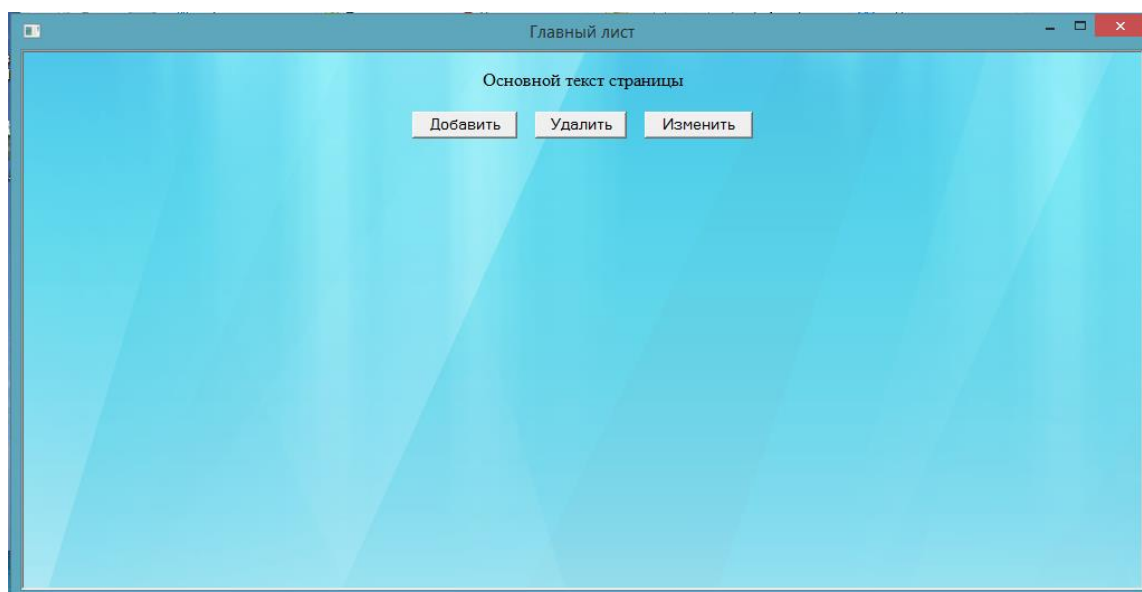 Главный лист
Основной текст страницы
Добавить Удалить Изменить